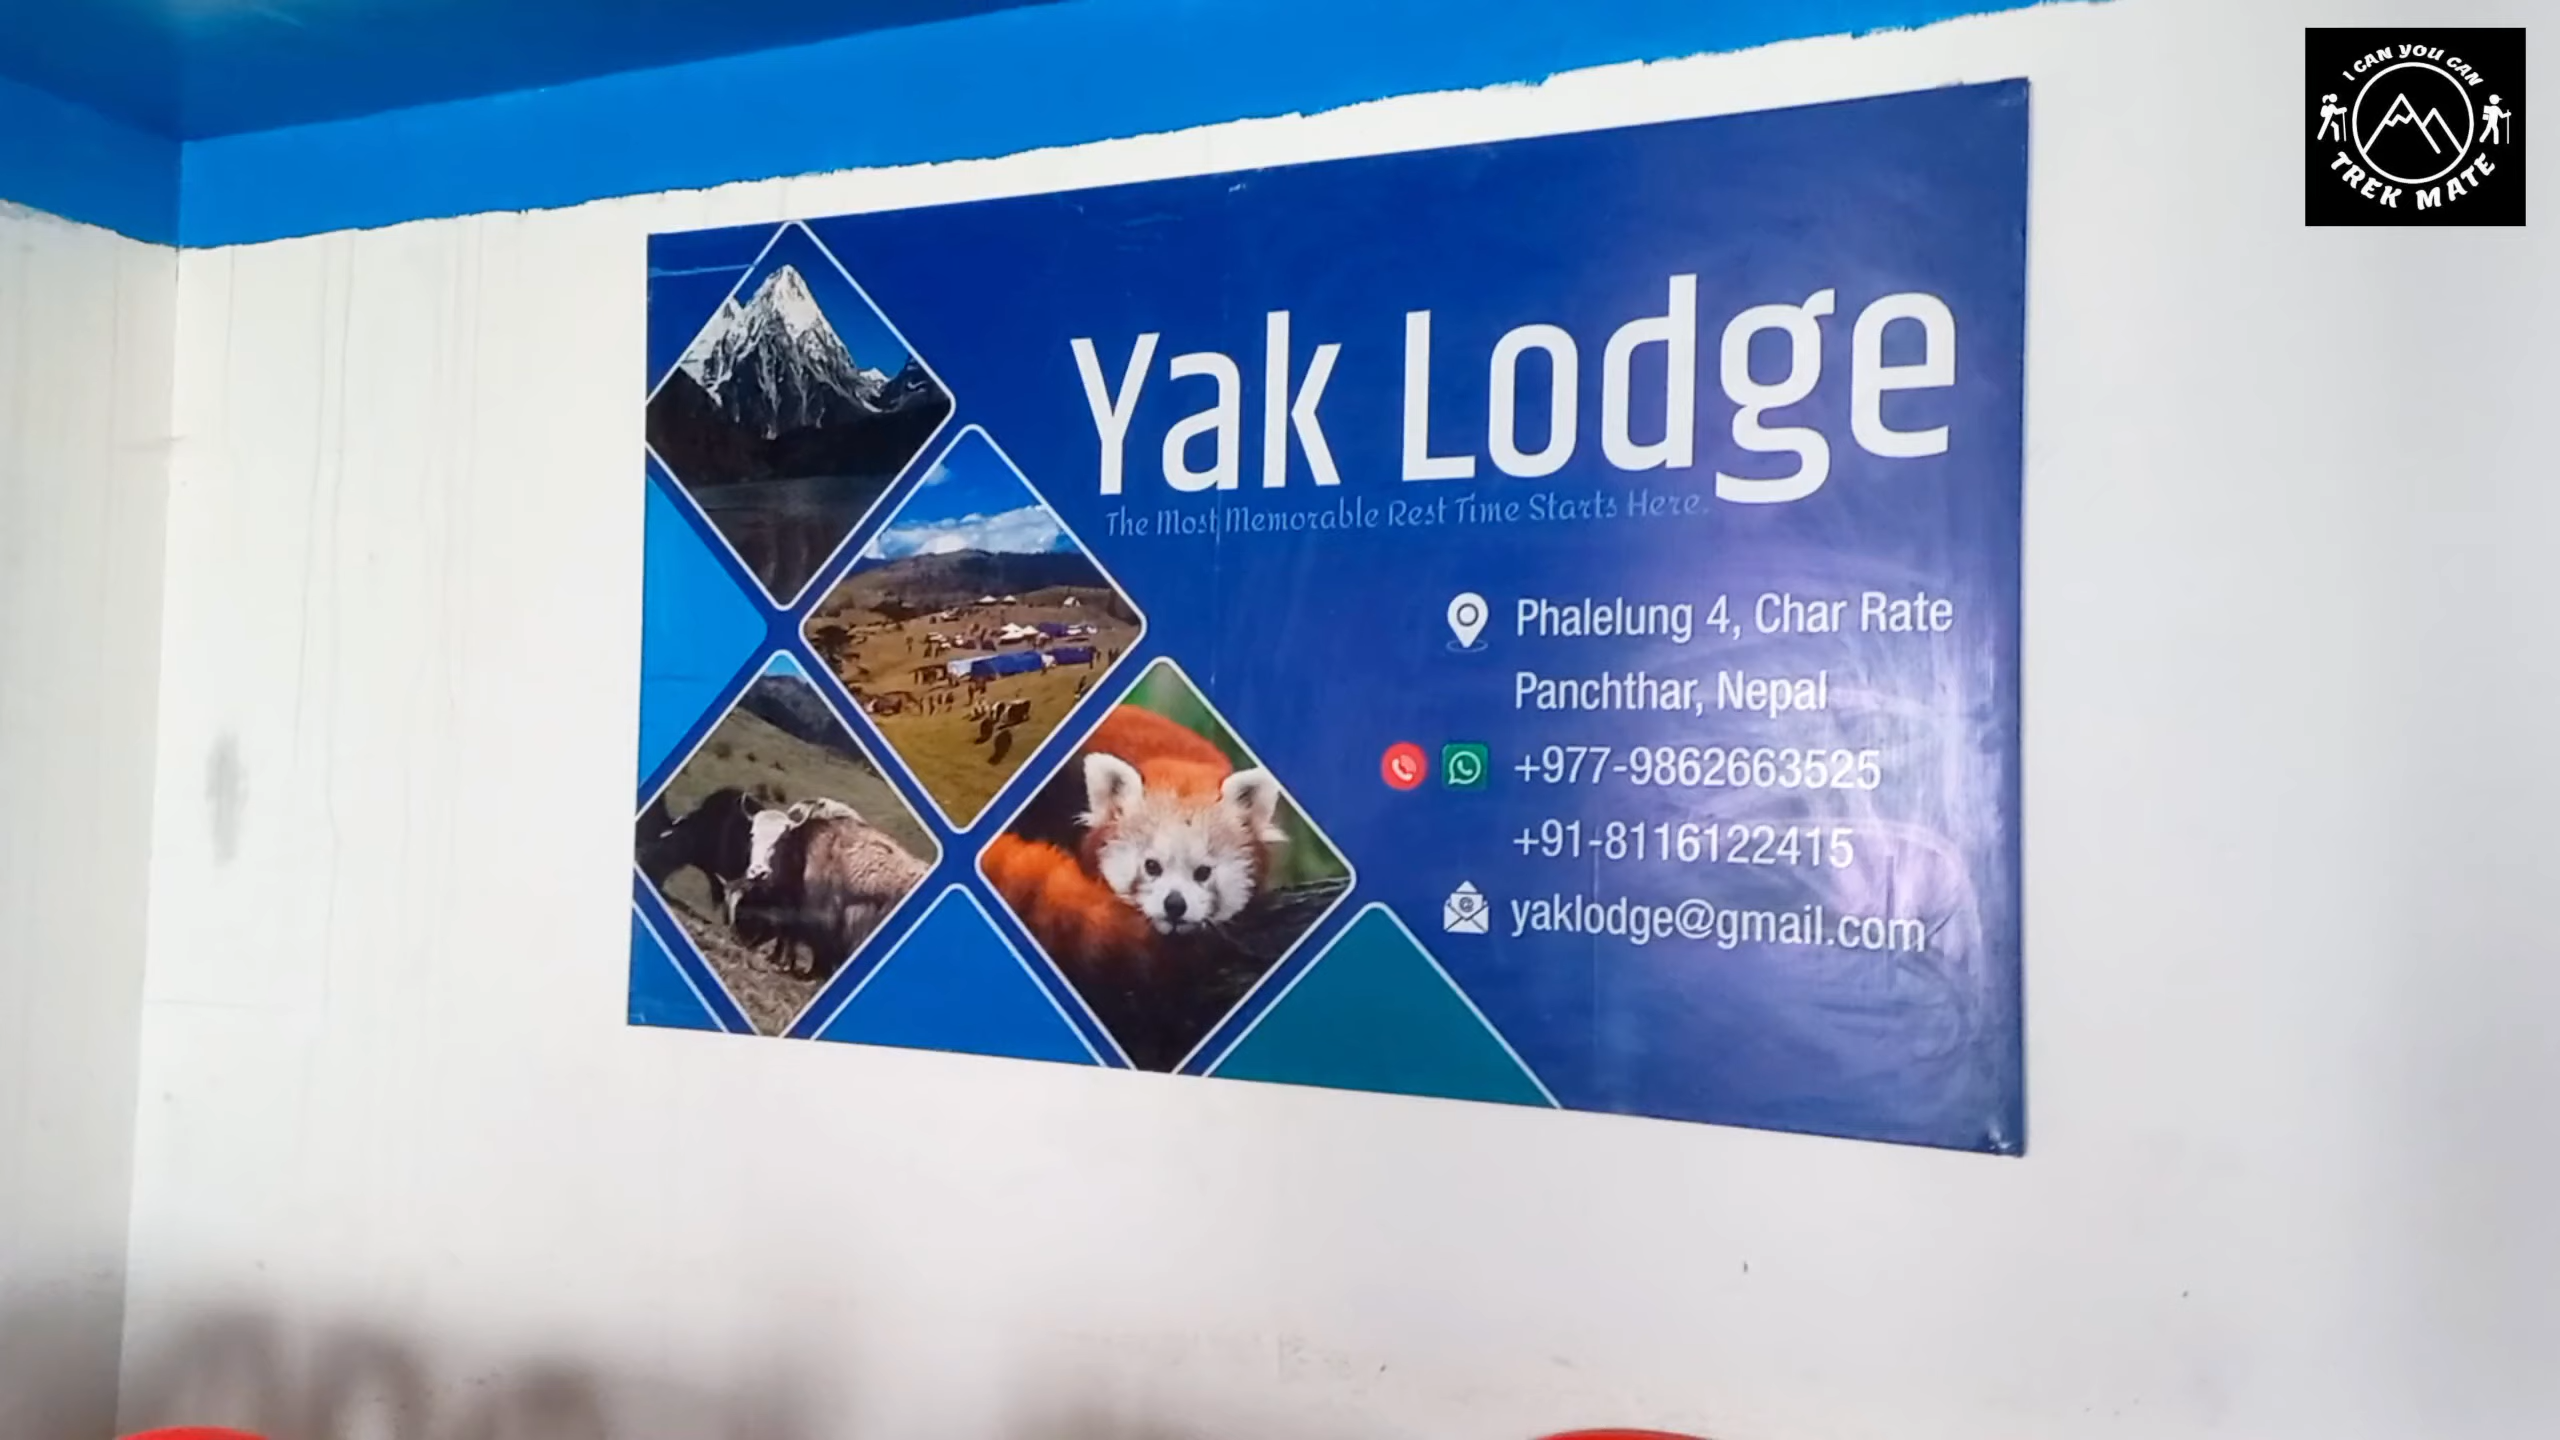 I CAN YOU CAN
TREK MATE
Yak Lodge
The Most Memorable Rest Time Starts Here.
Phalelung 4, Char Rate
Panchthar, Nepal
+977-9862663525
+91-8116122415
yaklodge@gmail.com